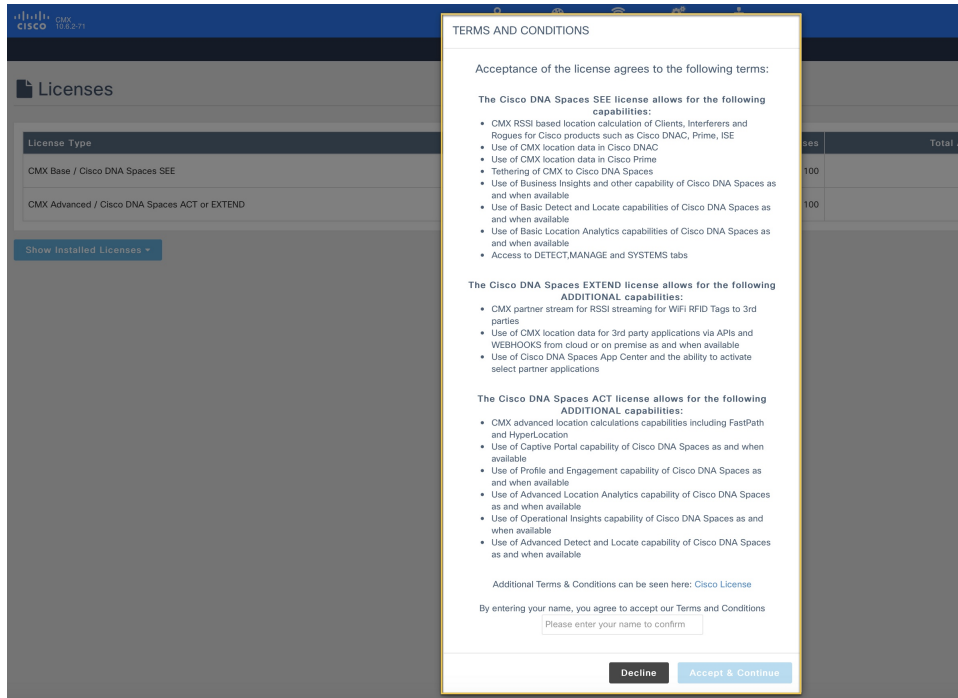 CISCO
CMX
10.6.2-71
Licenses
License Type
ses
Total
CMX Base / Cisco DNA Spaces SEE
100
CMX Advanced / Cisco DNA Spaces ACT or EXTEND
100
Show Installed Licenses
TERMS AND CONDITIONS
Acceptance of the license agrees to the following terms:
The Cisco DNA Spaces SEE license allows for the following
capabilities:
• CMX RSSI based location calculation of Clients, Interferers and
Rogues for Cisco products such as Cisco DNAC, Prime, ISE
• Use of CMX location data in Cisco DNAC
• Use of CMX location data in Cisco Prime
• Tethering of CMX to Cisco DNA Spaces
• Use of Business Insights and other capability of Cisco DNA Spaces as
and when available
• Use of Basic Detect and Locate capabilities of Cisco DNA Spaces as
and when available
• Use of Basic Location Analytics capabilities of Cisco DNA Spaces as
and when available
• Access to DETECT,MANAGE and SYSTEMS tabs
The Cisco DNA Spaces EXTEND license allows for the following
ADDITIONAL capabilities:
• CMX partner stream for RSSI streaming for WiFi RFID Tags to 3rd
parties
• Use of CMX location data for 3rd party applications via APIs and
WEBHOOKS from cloud or on premise as and when available
• Use of Cisco DNA Spaces App Center and the ability to activate
select partner applications
The Cisco DNA Spaces ACT license allows for the following
ADDITIONAL capabilities:
• CMX advanced location calculations capabilities including FastPath
and HyperLocation
• Use of Captive Portal capability of Cisco DNA Spaces as and when
available
• Use of Profile and Engagement capability of Cisco DNA Spaces as
and when available
• Use of Advanced Location Analytics capability of Cisco DNA Spaces
as and when available
• Use of Operational Insights capability of Cisco DNA Spaces as and
when available
• Use of Advanced Detect and Locate capability of Cisco DNA Spaces
as and when available
Additional Terms & Conditions can be seen here: Cisco License
By entering your name, you agree to accept our Terms and Conditions
Please enter your name to confirm
Decline
Accept & Continue